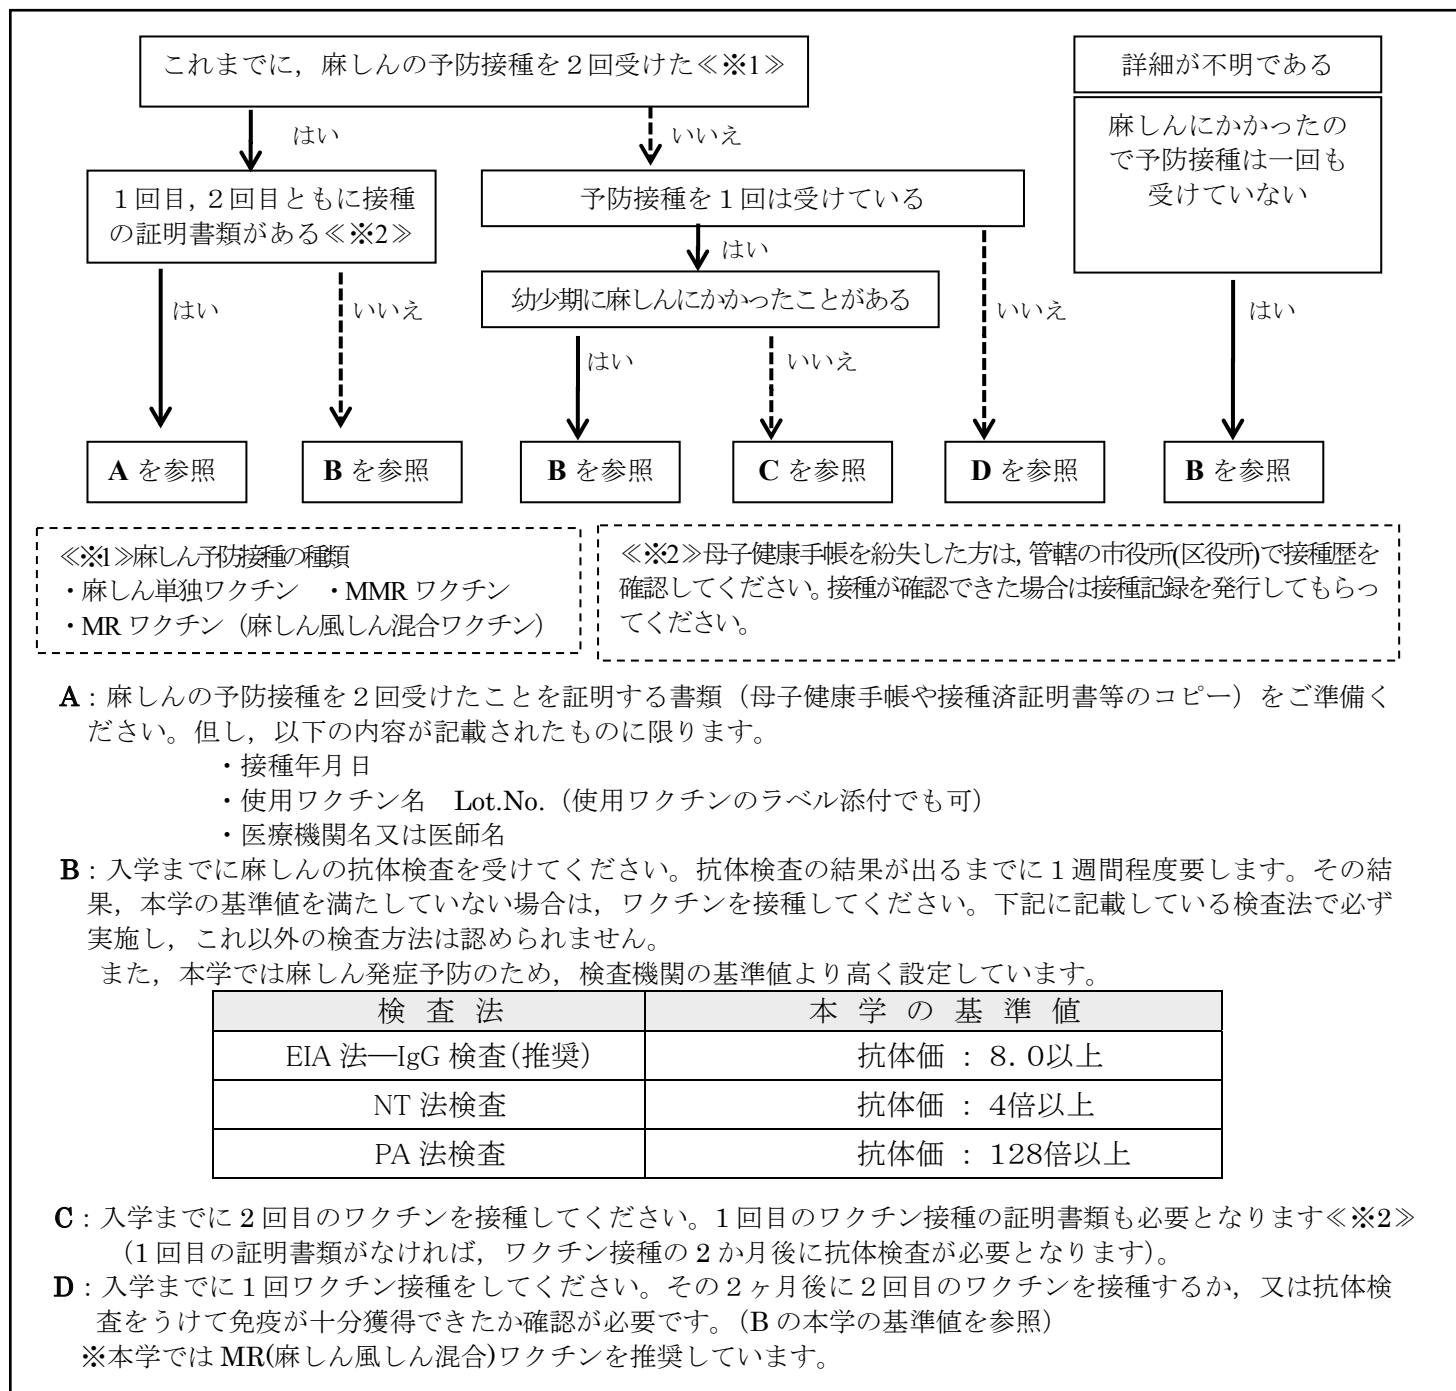 これまでに，麻しんの予防接種を２回受けた≪※1≫
詳細が不明である
麻しんにかかったの
で予防接種は一回も
受けていない
はい
いいえ
１回目，２回目ともに接種
の証明書類がある≪※2≫
予防接種を１回は受けている
はい
幼少期に麻しんにかかったことがある
はい
いいえ
いいえ
はい
はい
いいえ
A を参照
B を参照
B を参照
C を参照
D を参照
B を参照
≪※1≫麻しん予防接種の種類
・麻しん単独ワクチン　・MMR ワクチン
・MR ワクチン（麻しん風しん混合ワクチン）
≪※2≫母子健康手帳を紛失した方は，管轄の市役所(区役所)で接種歴を
確認してください。接種が確認できた場合は接種記録を発行してもらっ
てください。
A：麻しんの予防接種を２回受けたことを証明する書類（母子健康手帳や接種済証明書等のコピー）をご準備く
ださい。但し，以下の内容が記載されたものに限ります。
・接種年月日
・使用ワクチン名　Lot.No.（使用ワクチンのラベル添付でも可）
・医療機関名又は医師名
B：入学までに麻しんの抗体検査を受けてください。抗体検査の結果が出るまでに１週間程度要します。その結
果，本学の基準値を満たしていない場合は，ワクチンを接種してください。下記に記載している検査法で必ず
実施し，これ以外の検査方法は認められません。
また，本学では麻しん発症予防のため，検査機関の基準値より高く設定しています。
検 査 法　本 学 の 基 準 値
EIA 法―IgG 検査（推奨）　抗体価 ： 8．0以上
NT 法検査　抗体価 ： 4倍以上
PA 法検査　抗体価 ： 128倍以上
C：入学までに２回目のワクチンを接種してください。１回目のワクチン接種の証明書類も必要となります≪※2≫
（１回目の証明書類がなければ，ワクチン接種の２か月後に抗体検査が必要となります）。
D：入学までに１回ワクチン接種をしてください。その２ヶ月後に２回目のワクチンを接種するか，又は抗体検
査をうけて免疫が十分獲得できたか確認が必要です。（B の本学の基準値を参照）
※本学では MR(麻しん風しん混合)ワクチンを推奨しています。